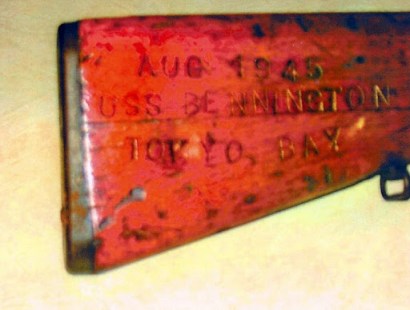 AUG 1945
USS BENNINGTON
TOKYO, BAY